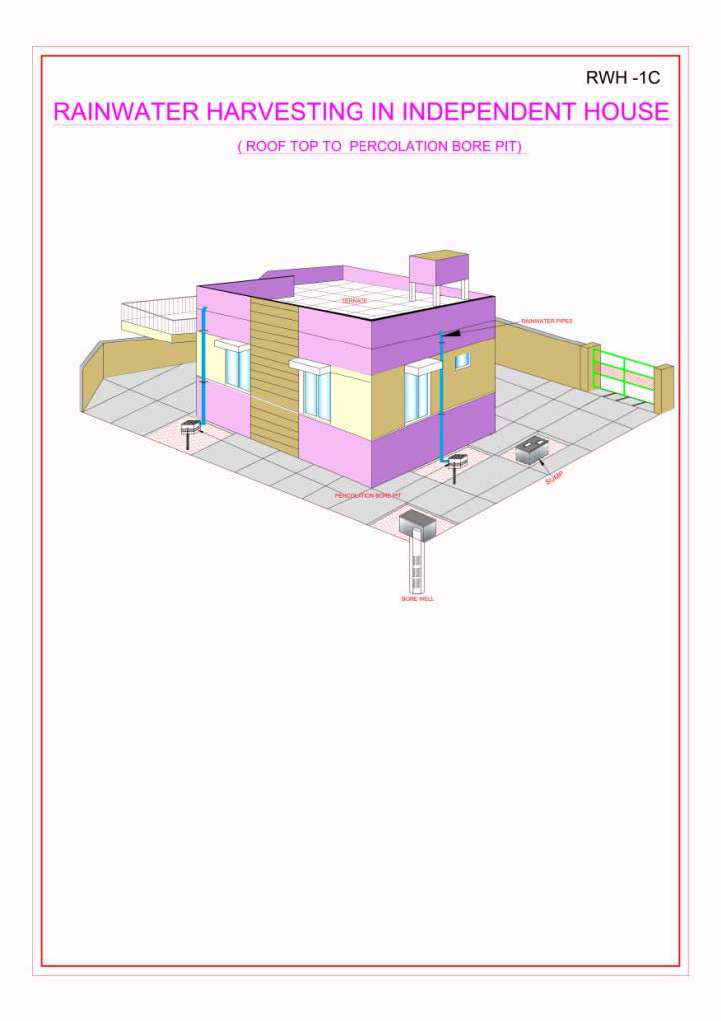 RWH -1C
RAINWATER HARVESTING IN INDEPENDENT HOUSE
( ROOF TOP TO PERCOLATION BORE PIT)
TERRACE
RAINWATER PIPES
SUMP
PERCOLATION BORE PIT
BORE WELL